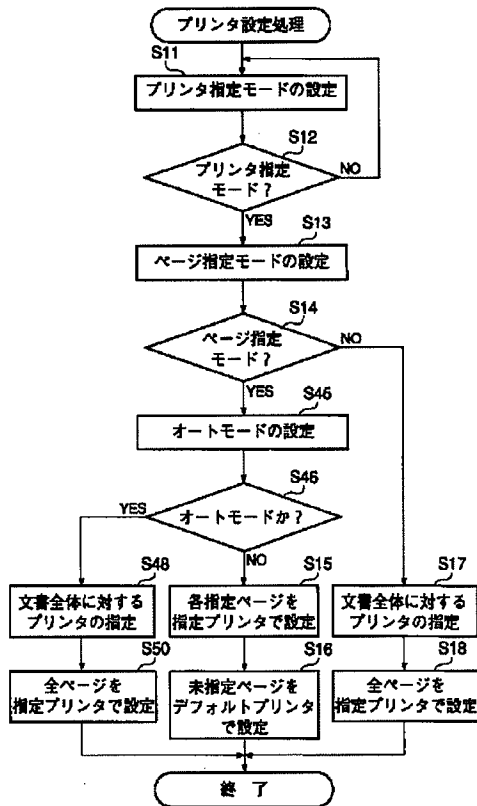 プリンタ設定処理
S11
プリンタ指定モードの設定
S12
プリンタ指定
モード？
NO
YES
S13
ページ指定モードの設定
S14
ページ指定
モード？
NO
YES
S45
オートモードの設定
S46
オートモードか？
YES
NO
S48
文書全体に対する
プリンタの指定
S15
各指定ページを
指定プリンタで設定
S17
文書全体に対する
プリンタの指定
S50
全ページを
指定プリンタで設定
S16
未指定ページを
デフォルトプリンタ
で設定
S18
全ページを
指定プリンタで設定
終了